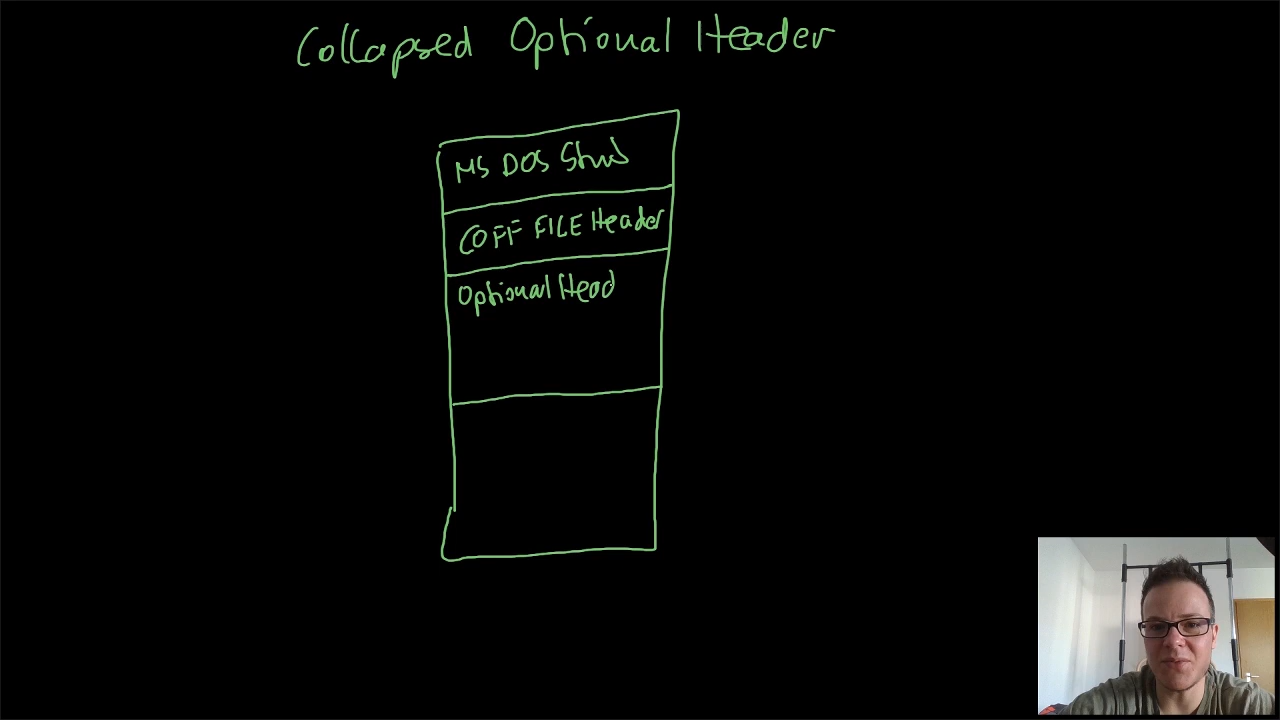 Collapsed Optional Header
MS DOS Stub
COFF FILE Header
Optional Head